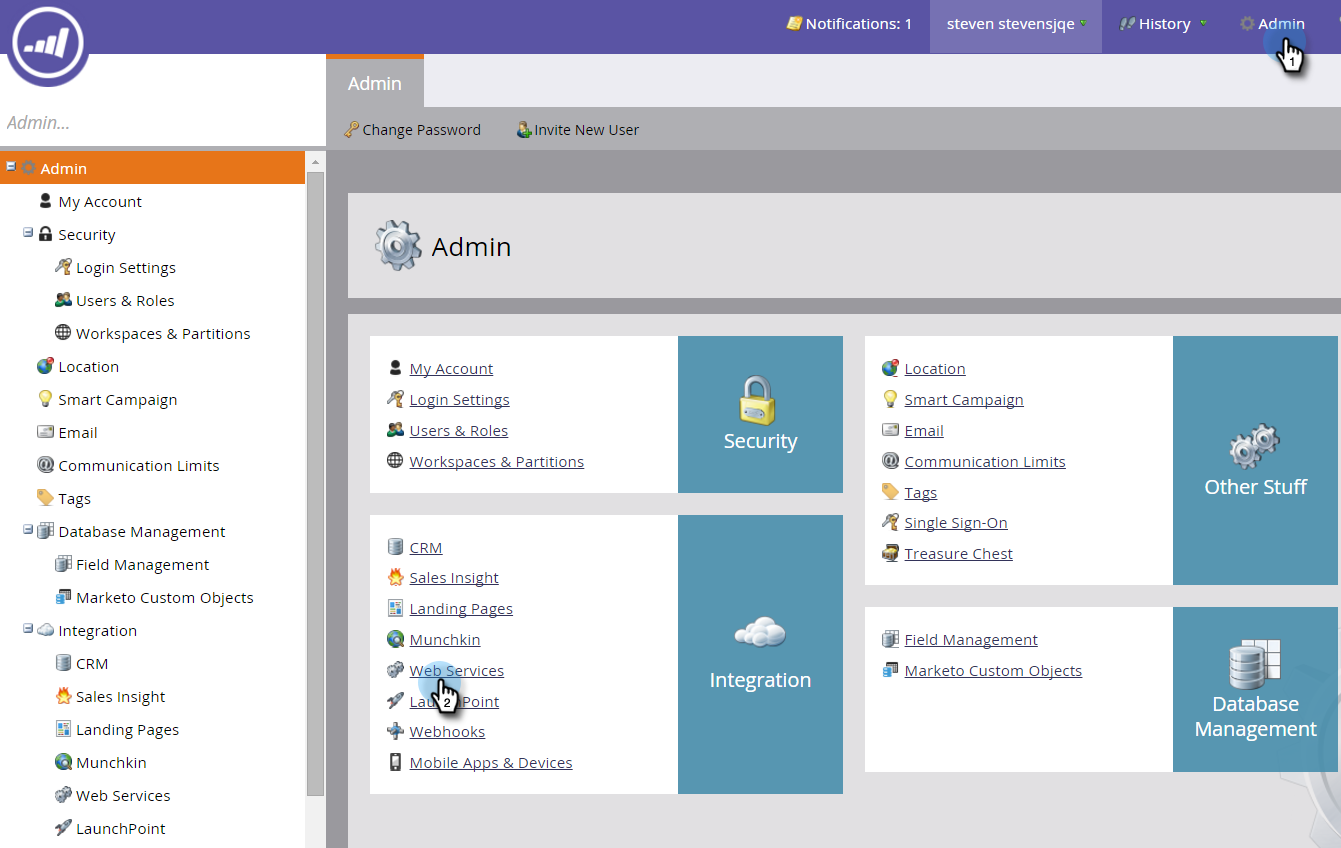 Notifications: 1
steven stevensjqe
History
Admin
1
Admin
Admin...
Change Password
Invite New User
Admin
My Account
Security
Login Settings
Users & Roles
Workspaces & Partitions
Location
Smart Campaign
Email
Communication Limits
Tags
Database Management
Field Management
Marketo Custom Objects
Integration
CRM
Sales Insight
Landing Pages
Munchkin
Web Services
LaunchPoint
Admin
My Account
Login Settings
Users & Roles
Workspaces & Partitions
Security
CRM
Sales Insight
Landing Pages
Munchkin
Web Services
2
LaunchPoint
Webhooks
Mobile Apps & Devices
Integration
Location
Smart Campaign
Email
Communication Limits
Tags
Single Sign-On
Treasure Chest
Other Stuff
Field Management
Marketo Custom Objects
Database
Management